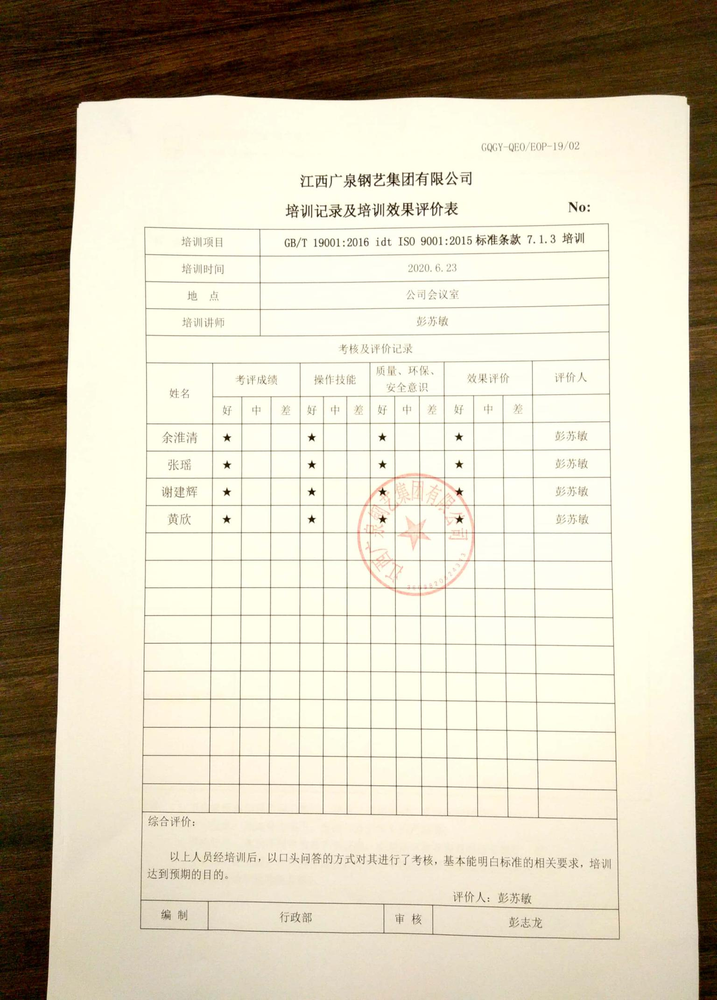 GQGY-QEO/EOP-19/02
江西广泉钢艺集团有限公司
培训记录及培训效果评价表 No:
培训项目 GB/T 19001:2016 idt ISO 9001:2015标准条款 7.1.3 培训
培训时间 2020.6.23
地 点 公司会议室
培训讲师 彭苏敏
考核及评价记录
姓名 考评成绩 操作技能 质量、环保、安全意识 效果评价 评价人
好 中 差 好 中 差 好 中 差 好 中 差
余淮清 ★ ★ ★ ★ 彭苏敏
张瑶 ★ ★ ★ ★ 彭苏敏
谢建辉 ★ ★ ★ ★ 彭苏敏
黄欣 ★ ★ ★ ★ 彭苏敏
江西广泉钢艺集团有限公司
综合评价:
以上人员经培训后,以口头问答的方式对其进行了考核,基本能明白标准的相关要求,培训
达到预期的目的。
评价人: 彭苏敏
编 制 行政部 审 核 彭志龙